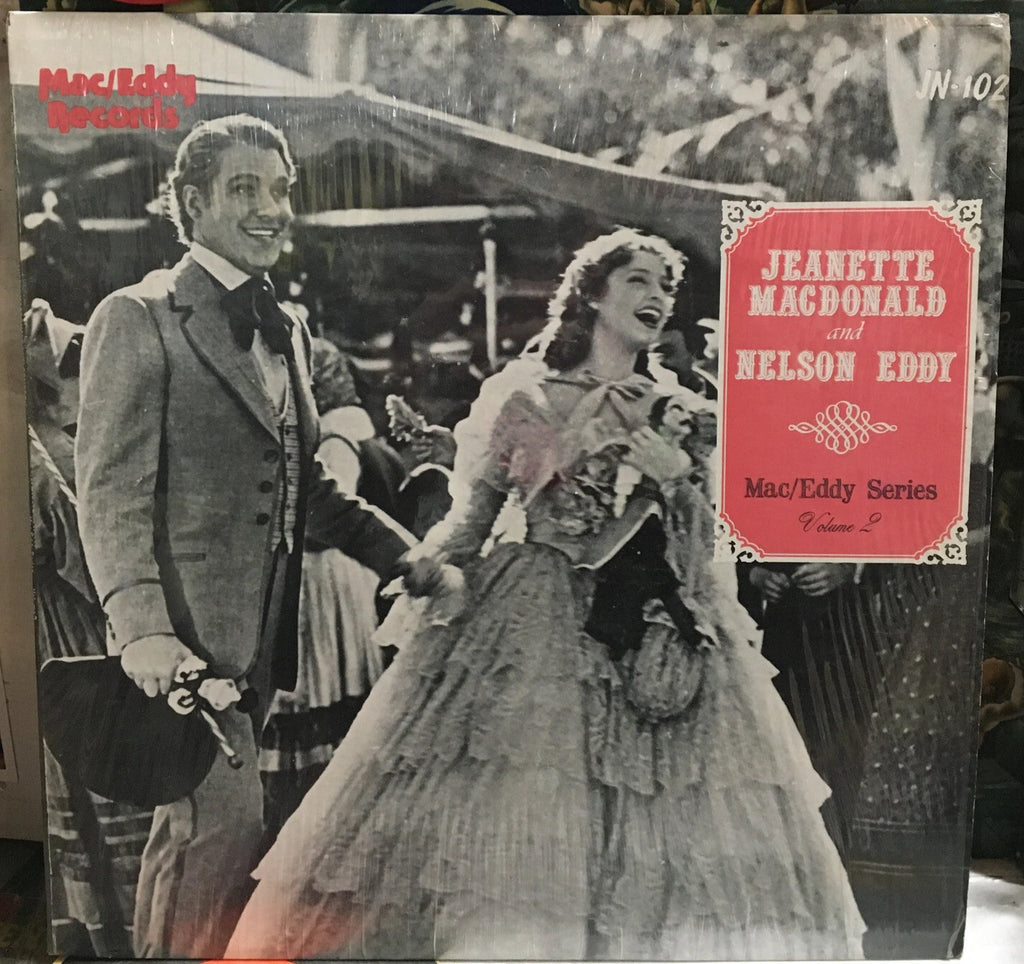 Mac/Eddy
Records
JN-102
JEANETTE
MACDONALD
and
NELSON EDDY
Mac/Eddy Series
Volume 2